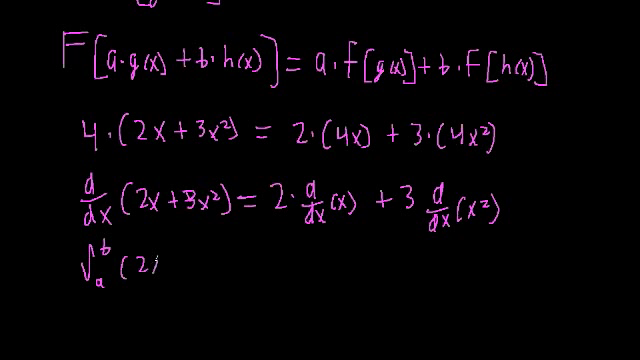 F[a·g(x) + b·h(x)] = a·F[g(x)] + b·F[h(x)]
4·(2x + 3x²) = 2·(4x) + 3·(4x²)
d/dx (2x + 3x²) = 2·d/dx (x) + 3 d/dx (x²)
∫ₐᵇ (2